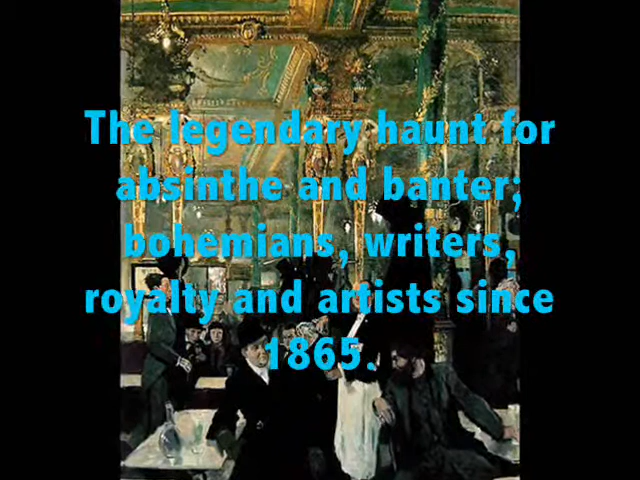 The legendary haunt for
absinthe and banter;
bohemians, writers,
royalty and artists since
1865.